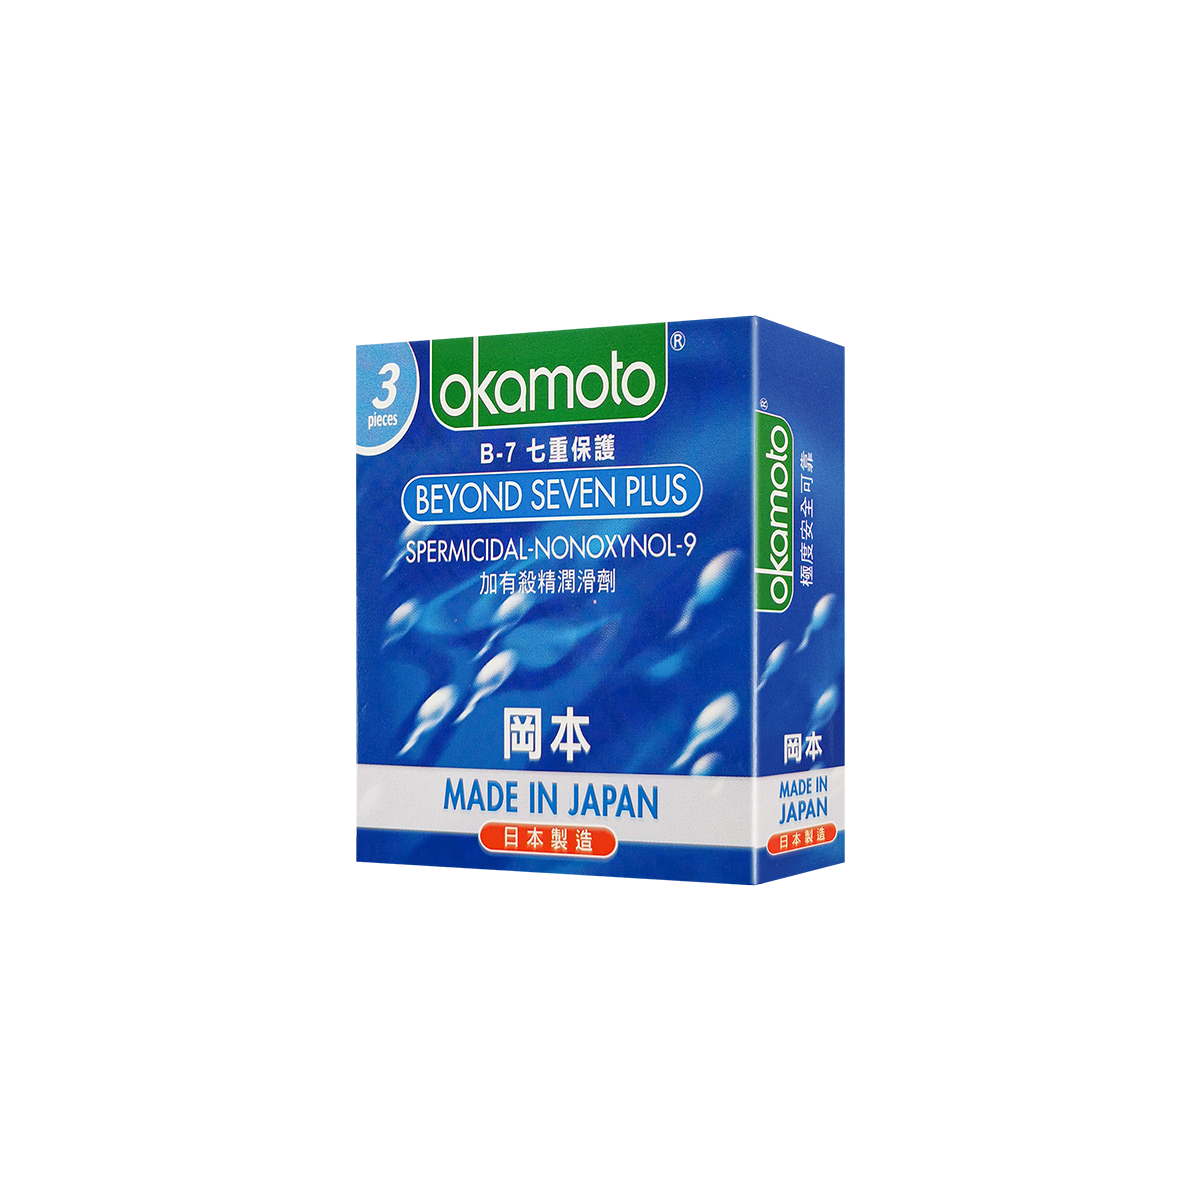 3
pieces
okamoto®
B-7 七重保護
BEYOND SEVEN PLUS
SPERMICIDAL-NONOXYNOL-9
加有殺精潤滑劑
岡本
MADE IN JAPAN
日本製造
okamoto®
極度安全可靠
岡本
MADE IN
JAPAN
日本製造